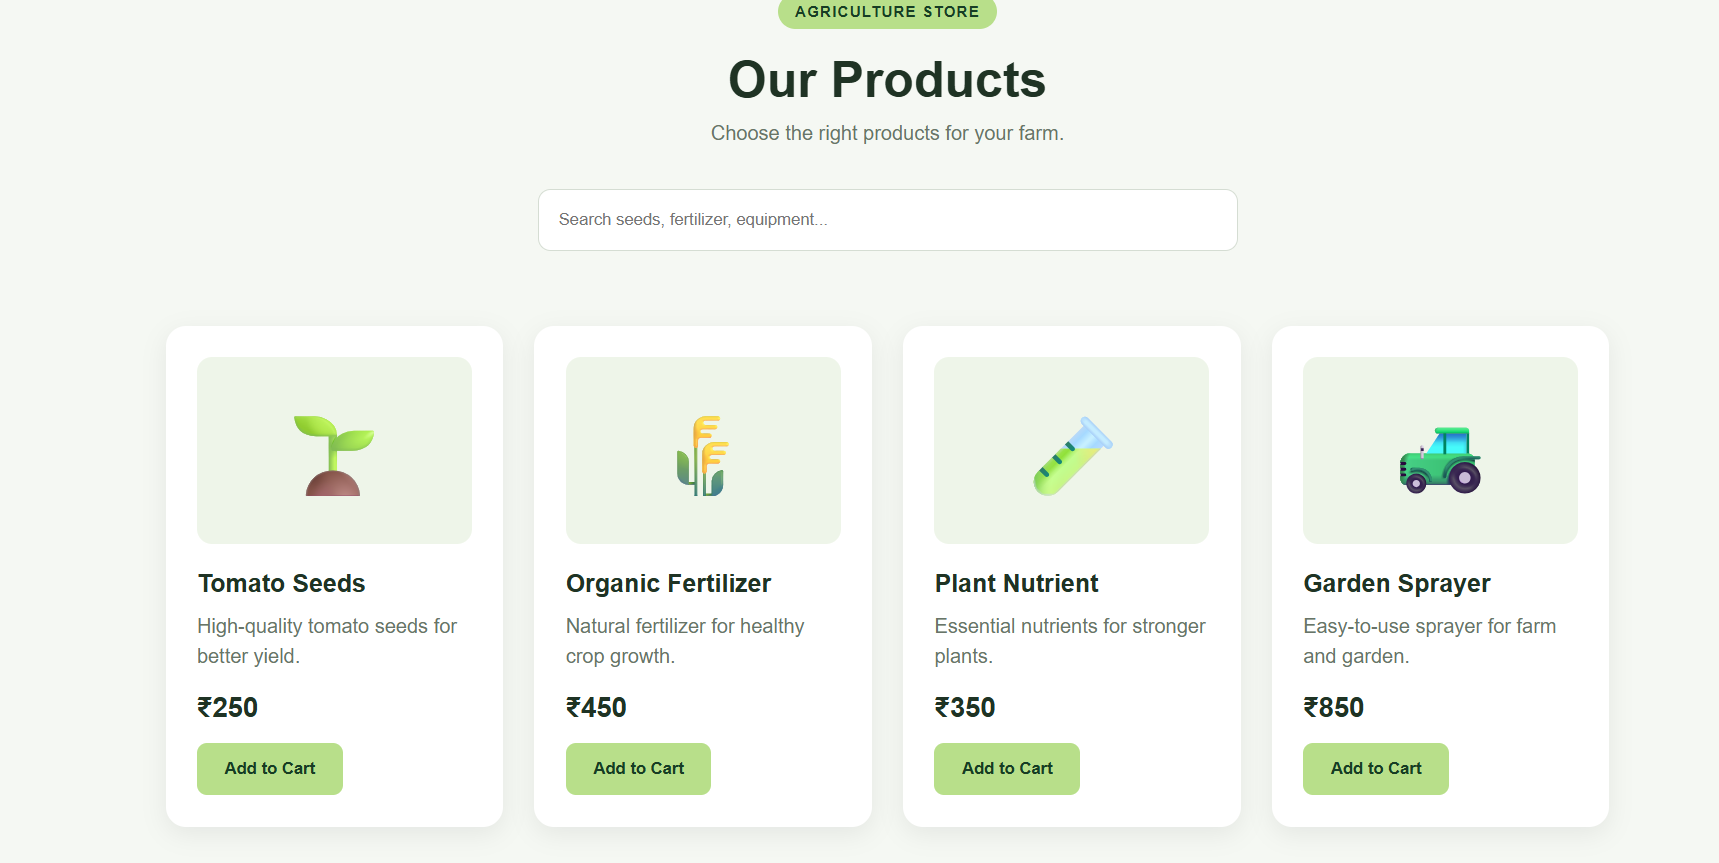 AGRICULTURE STORE
Our Products
Choose the right products for your farm.
Search seeds, fertilizer, equipment...
Tomato Seeds
High-quality tomato seeds for
better yield.
₹250
Add to Cart
Organic Fertilizer
Natural fertilizer for healthy
crop growth.
₹450
Add to Cart
Plant Nutrient
Essential nutrients for stronger
plants.
₹350
Add to Cart
Garden Sprayer
Easy-to-use sprayer for farm
and garden.
₹850
Add to Cart